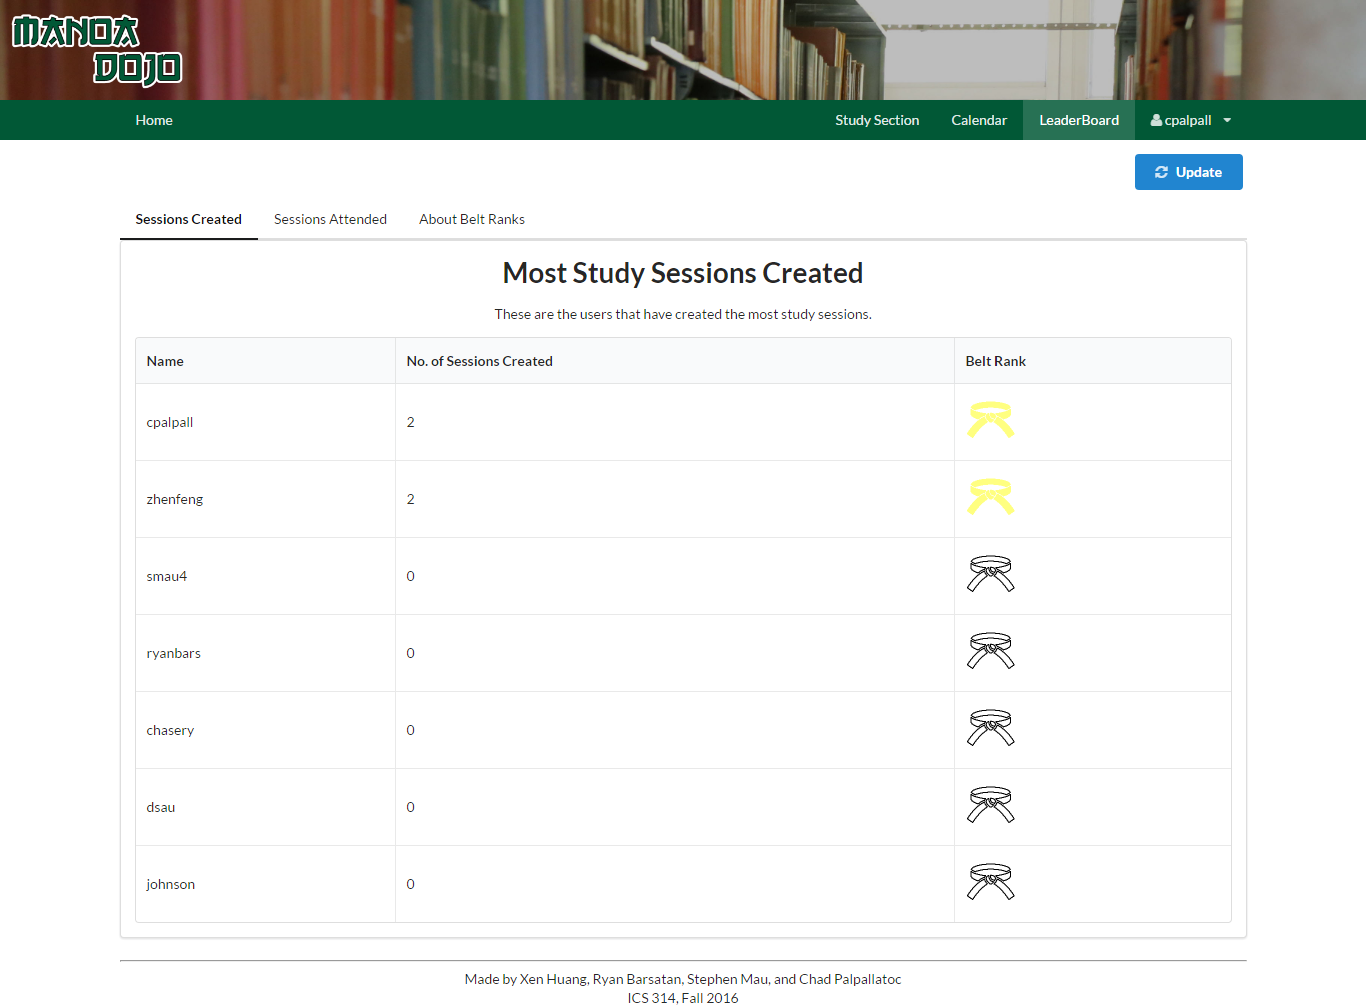 MANOA
DOJO
Home
Study Section
Calendar
LeaderBoard
cpalpall
Update
Sessions Created
Sessions Attended
About Belt Ranks
Most Study Sessions Created
These are the users that have created the most study sessions.
Name No. of Sessions Created Belt Rank
cpalpall 2
zhenfeng 2
smau4 0
ryanbars 0
chasery 0
dsau 0
johnson 0
Made by Xen Huang, Ryan Barsatan, Stephen Mau, and Chad Palpallatoc
ICS 314, Fall 2016